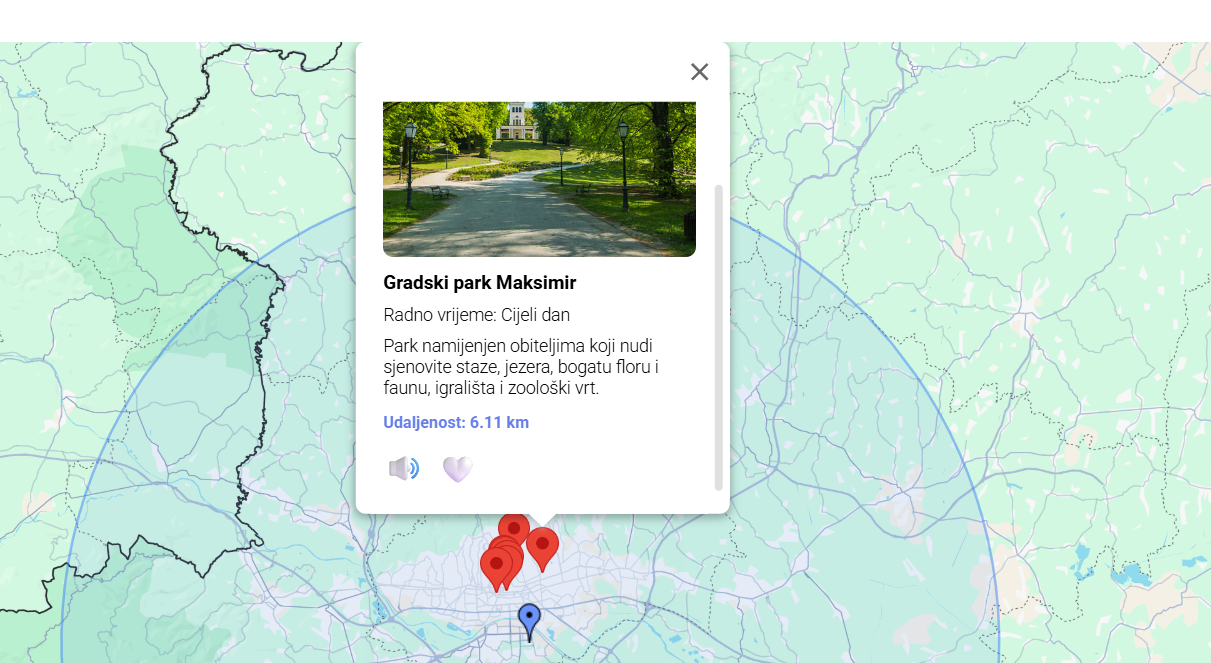 Gradski park Maksimir
Radno vrijeme: Cijeli dan
Park namijenjen obiteljima koji nudi
sjenovite staze, jezera, bogatu floru i
faunu, igrališta i zoološki vrt.
Udaljenost: 6.11 km